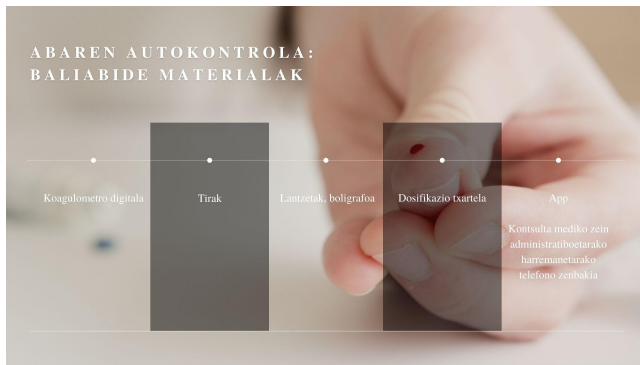 ABAREN AUTOKONTROLA:
BALIABIDE MATERIALAK
Koagulometro digitala
Tirak
Lantzetak, boligrafoa
Dosifikazio txartela
App
Kontsulta mediko zein
administratiboetarako
harremanetarako
telefono zenbakia